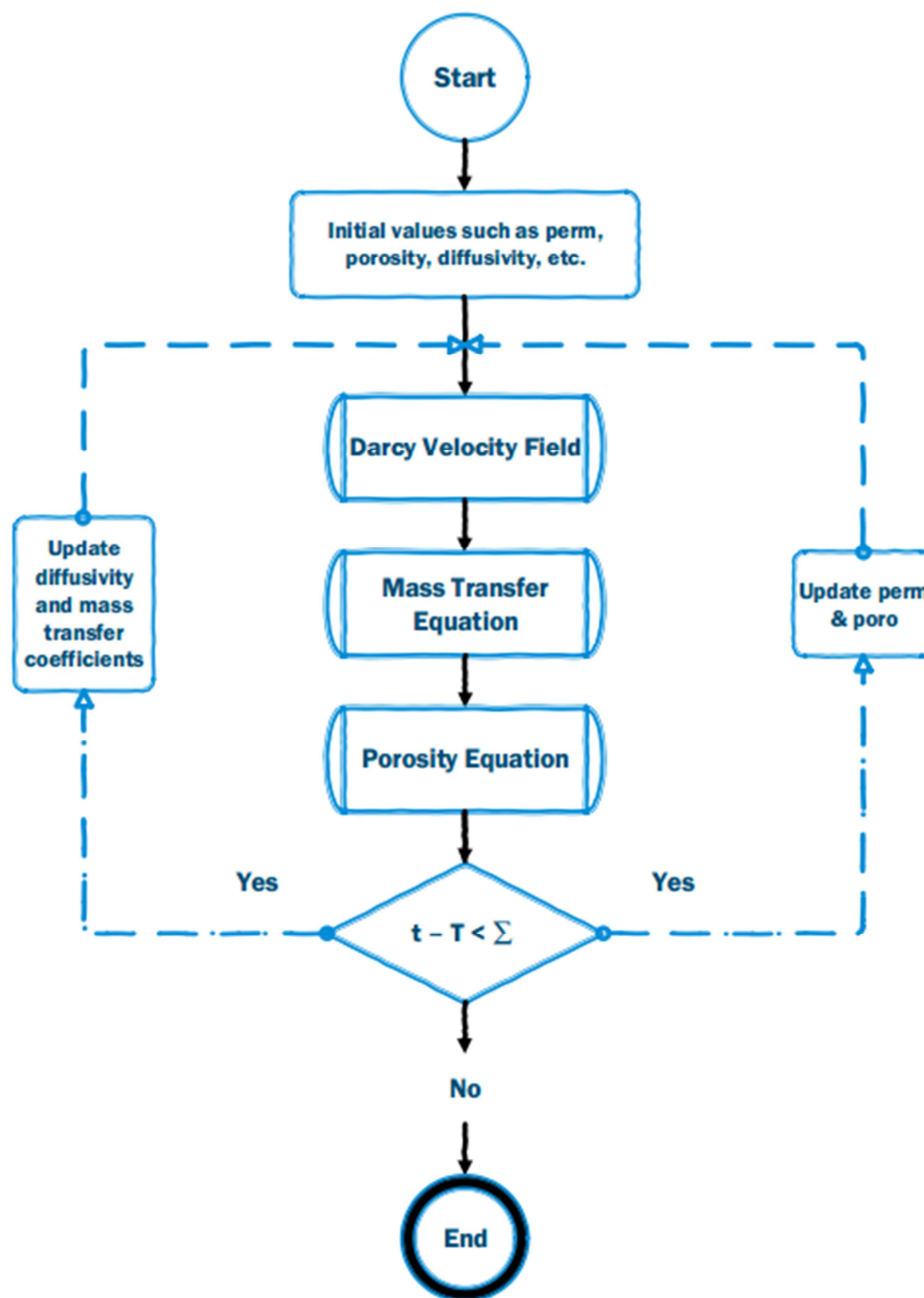 Start
Initial values such as perm,
porosity, diffusivity, etc.
Darcy Velocity Field
Mass Transfer
Equation
Porosity Equation
Update
diffusivity
and mass
transfer
coefficients
Update perm
& poro
Yes
Yes
t – T < ∑
No
End